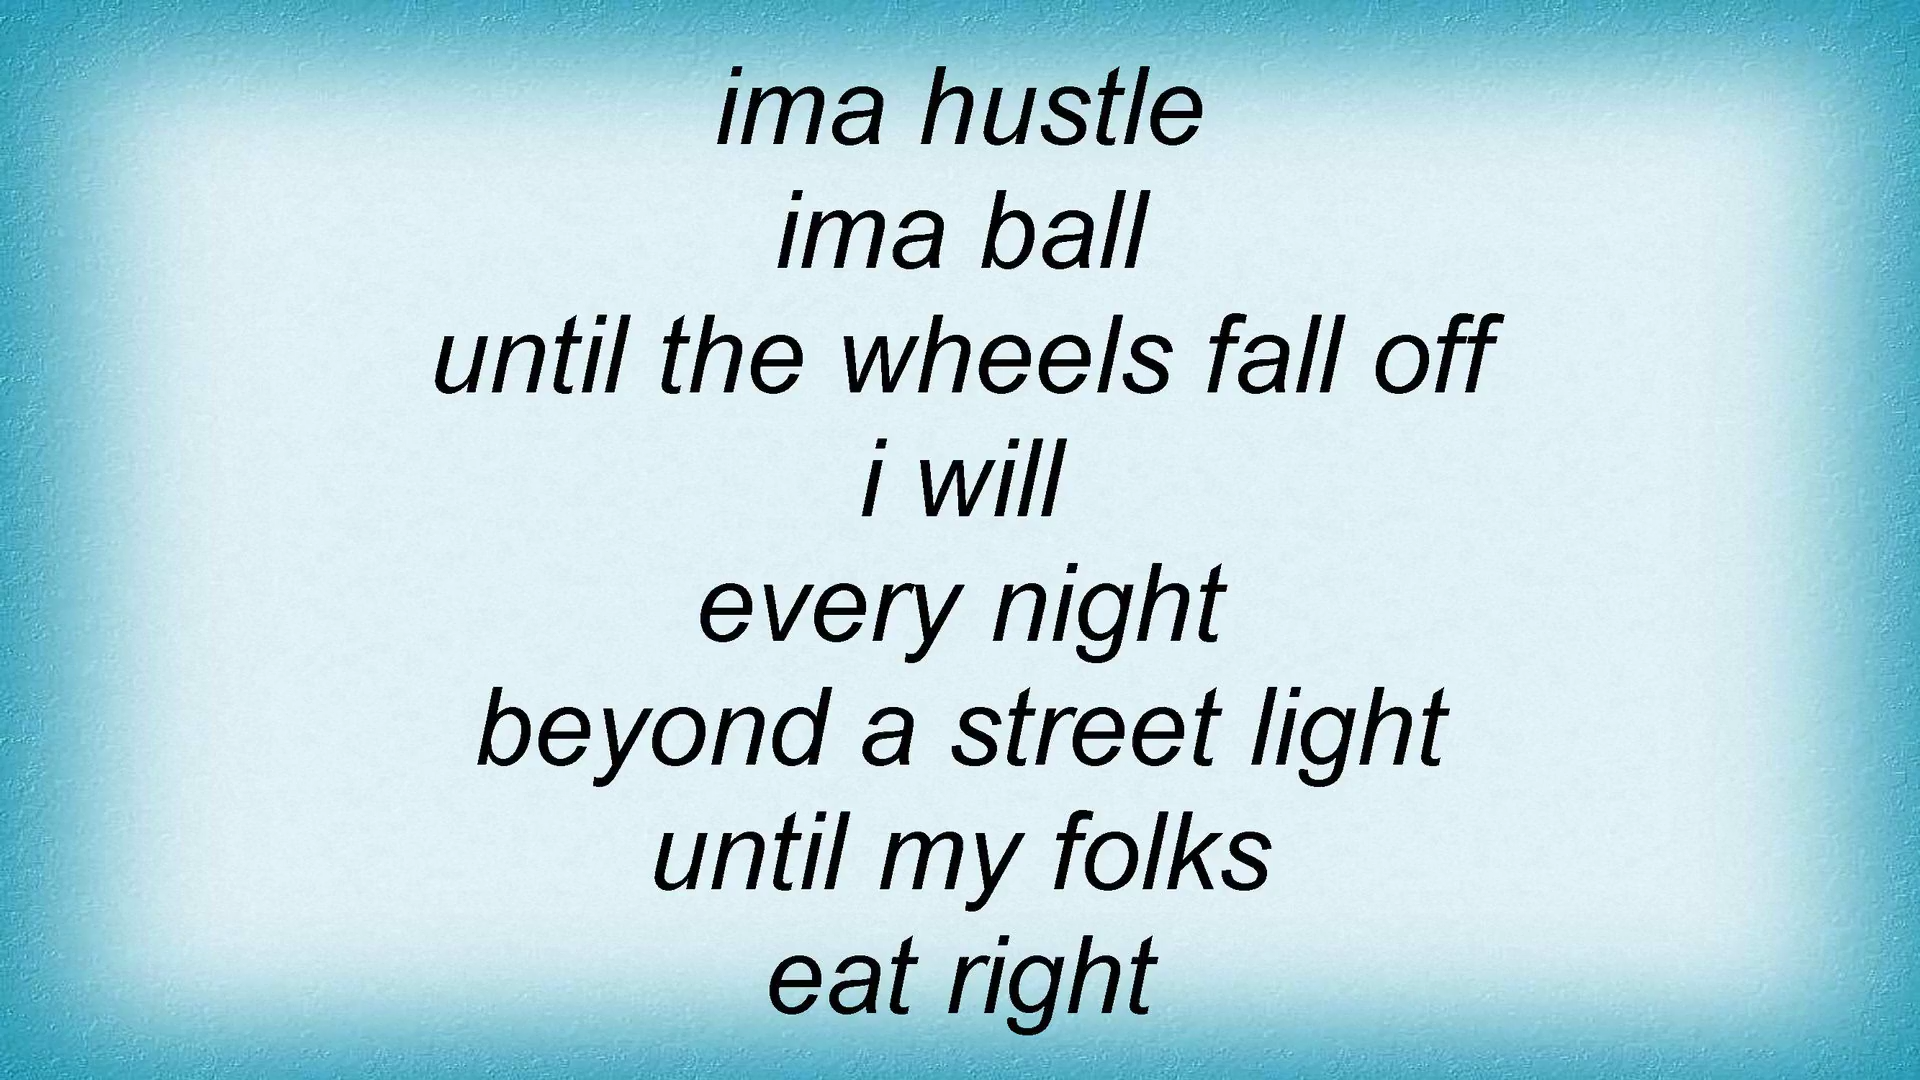 ima hustle
ima ball
until the wheels fall off
i will
every night
beyond a street light
until my folks
eat right